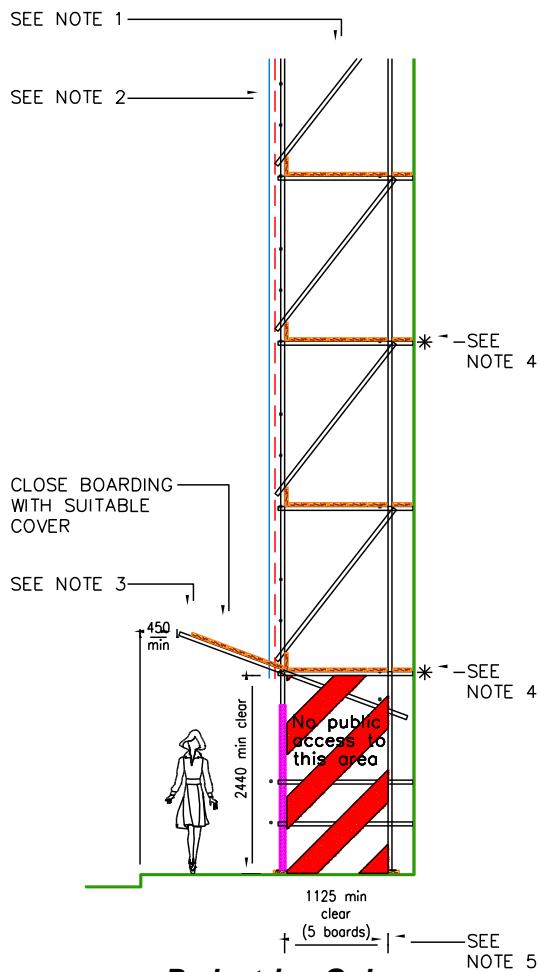 SEE NOTE 1
SEE NOTE 2
SEE
NOTE 4
CLOSE BOARDING
WITH SUITABLE
COVER
SEE NOTE 3
450
min
SEE
NOTE 4
2440 min clear
No public
access to
this area
1125 min
clear
(5 boards)
SEE
NOTE 5